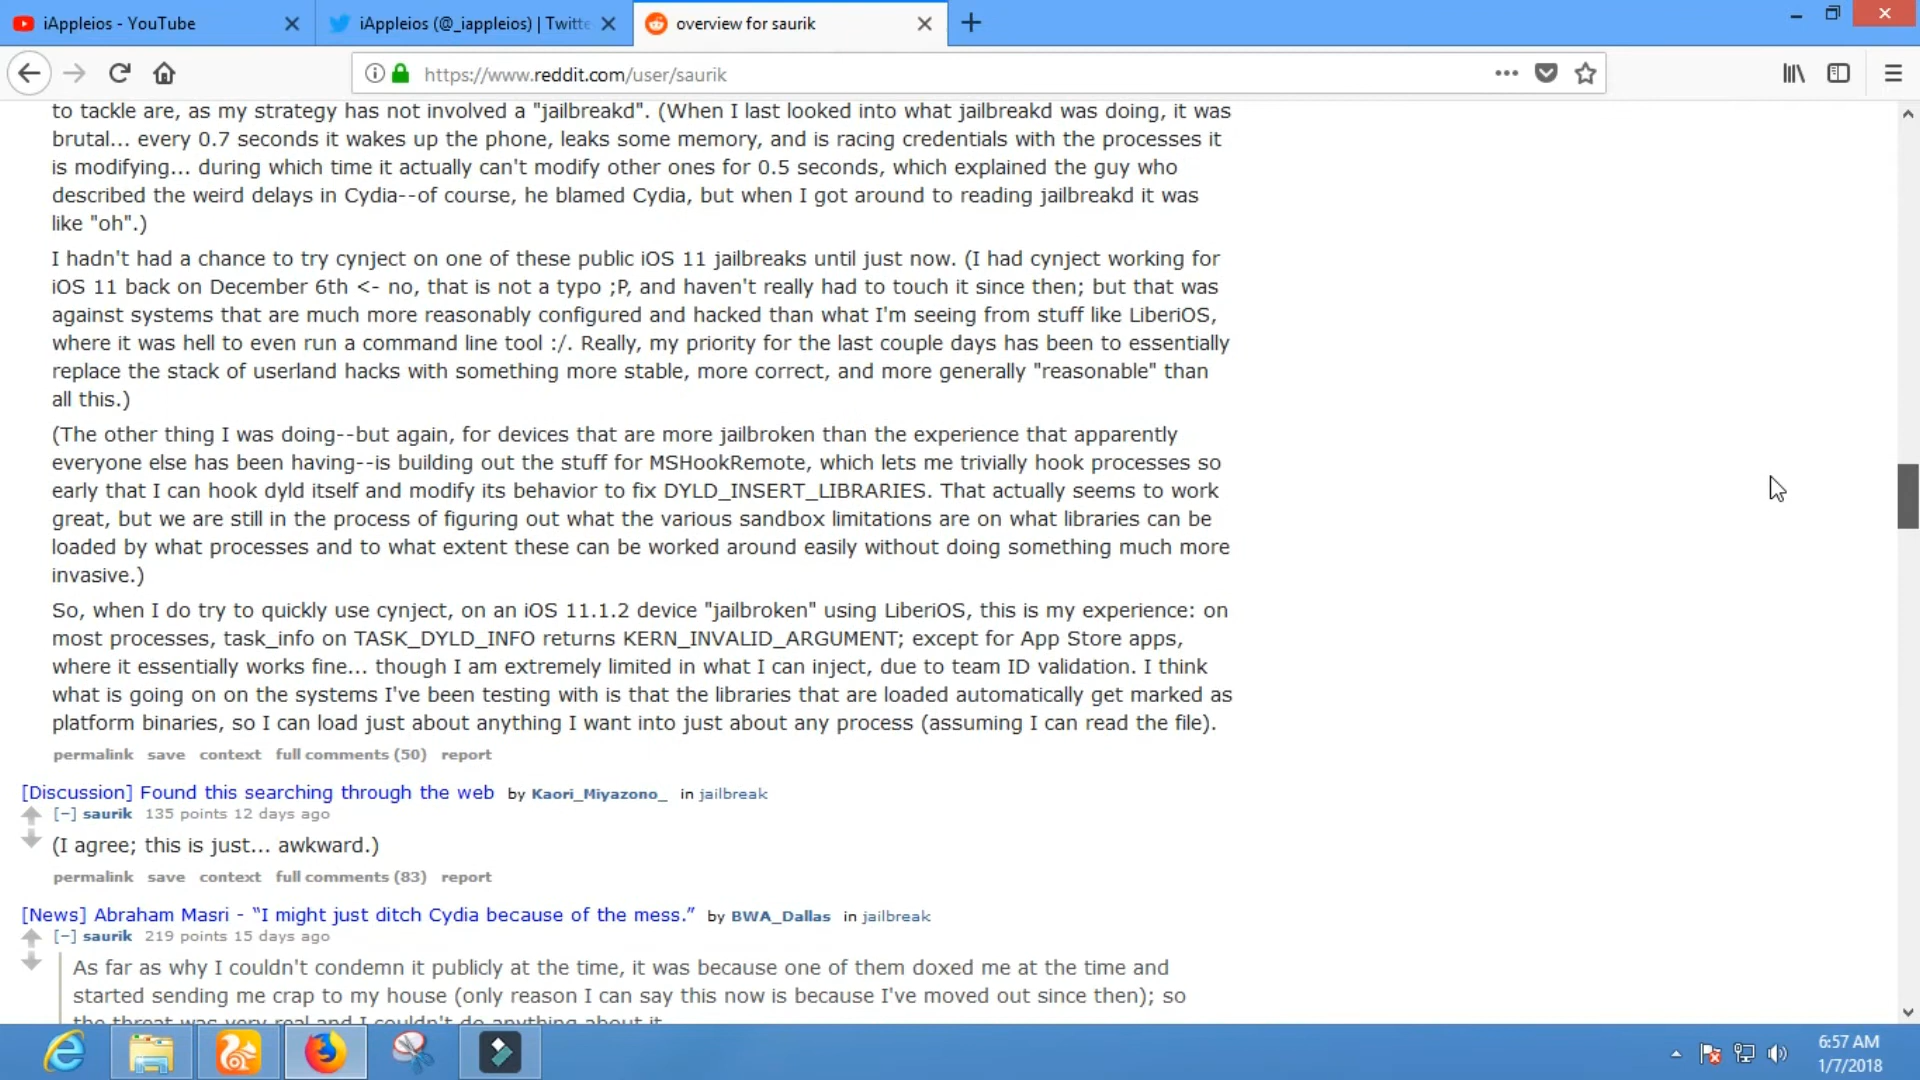 iAppleios - YouTube
iAppleios (@_iappleios) | Twitte
overview for saurik
https://www.reddit.com/user/saurik
to tackle are, as my strategy has not involved a "jailbreakd". (When I last looked into what jailbreakd was doing, it was
brutal... every 0.7 seconds it wakes up the phone, leaks some memory, and is racing credentials with the processes it
is modifying... during which time it actually can't modify other ones for 0.5 seconds, which explained the guy who
described the weird delays in Cydia--of course, he blamed Cydia, but when I got around to reading jailbreakd it was
like "oh".)
I hadn't had a chance to try cynject on one of these public iOS 11 jailbreaks until just now. (I had cynject working for
iOS 11 back on December 6th <- no, that is not a typo ;P, and haven't really had to touch it since then; but that was
against systems that are much more reasonably configured and hacked than what I'm seeing from stuff like LiberiOS,
where it was hell to even run a command line tool :/. Really, my priority for the last couple days has been to essentially
replace the stack of userland hacks with something more stable, more correct, and more generally "reasonable" than
all this.)
(The other thing I was doing--but again, for devices that are more jailbroken than the experience that apparently
everyone else has been having--is building out the stuff for MSHookRemote, which lets me trivially hook processes so
early that I can hook dyld itself and modify its behavior to fix DYLD_INSERT_LIBRARIES. That actually seems to work
great, but we are still in the process of figuring out what the various sandbox limitations are on what libraries can be
loaded by what processes and to what extent these can be worked around easily without doing something much more
invasive.)
So, when I do try to quickly use cynject, on an iOS 11.1.2 device "jailbroken" using LiberiOS, this is my experience: on
most processes, task_info on TASK_DYLD_INFO returns KERN_INVALID_ARGUMENT; except for App Store apps,
where it essentially works fine... though I am extremely limited in what I can inject, due to team ID validation. I think
what is going on on the systems I've been testing with is that the libraries that are loaded automatically get marked as
platform binaries, so I can load just about anything I want into just about any process (assuming I can read the file).
permalink save context full comments (50) report
[Discussion] Found this searching through the web by Kaori_Miyazono_ in jailbreak
[–] saurik 135 points 12 days ago
(I agree; this is just... awkward.)
permalink save context full comments (83) report
[News] Abraham Masri - “I might just ditch Cydia because of the mess.” by BWA_Dallas in jailbreak
[–] saurik 219 points 15 days ago
As far as why I couldn't condemn it publicly at the time, it was because one of them doxed me at the time and
started sending me crap to my house (only reason I can say this now is because I've moved out since then); so
the threat was very real and I couldn't do anything about it
6:57 AM
1/7/2018